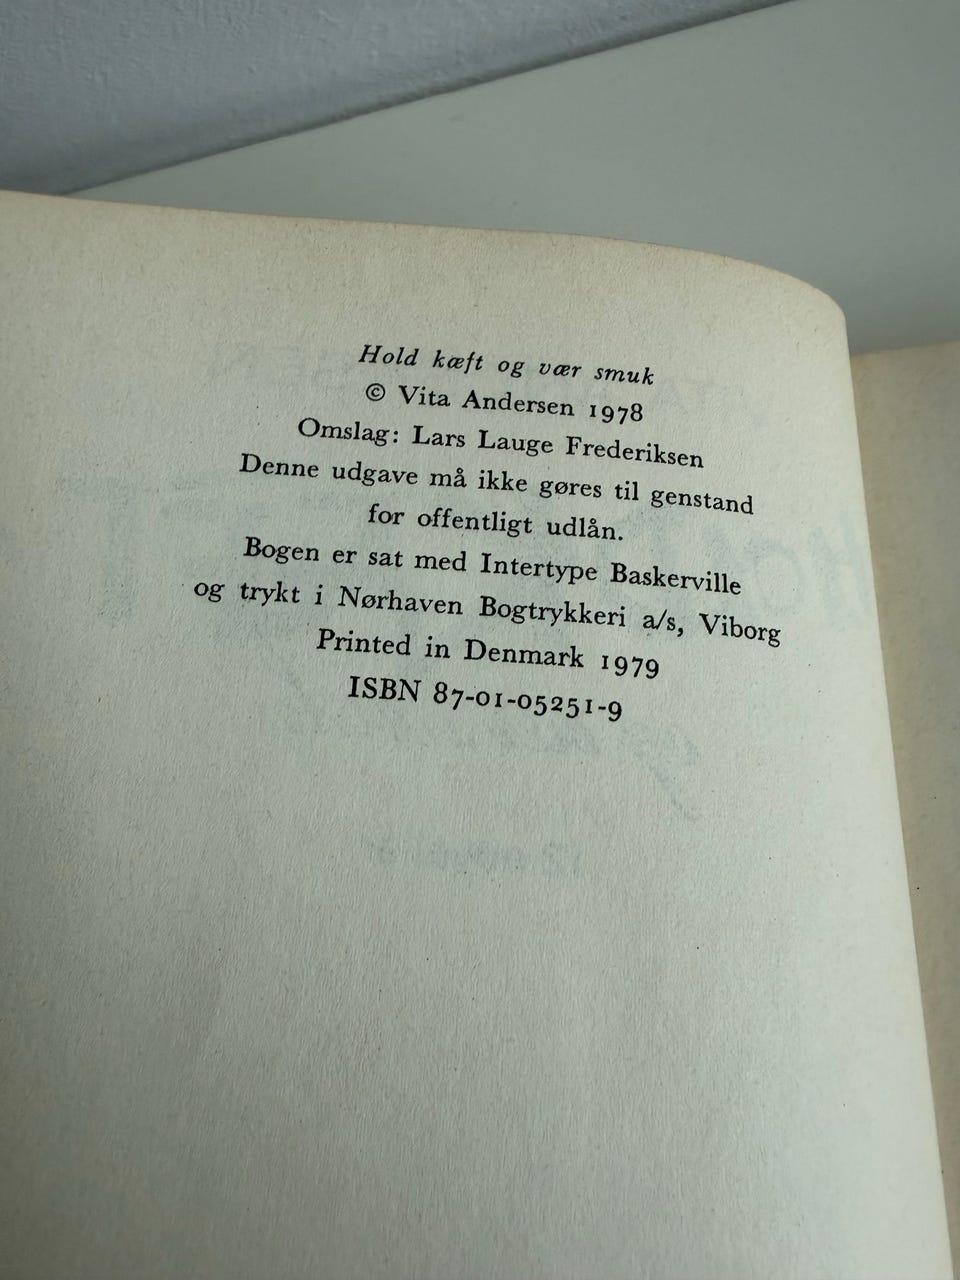 Hold kæft og vær smuk
© Vita Andersen 1978
Omslag: Lars Lauge Frederiksen
Denne udgave må ikke gøres til genstand
for offentligt udlån.
Bogen er sat med Intertype Baskerville
og trykt i Nørhaven Bogtrykkeri a/s, Viborg
Printed in Denmark 1979
ISBN 87-01-05251-9